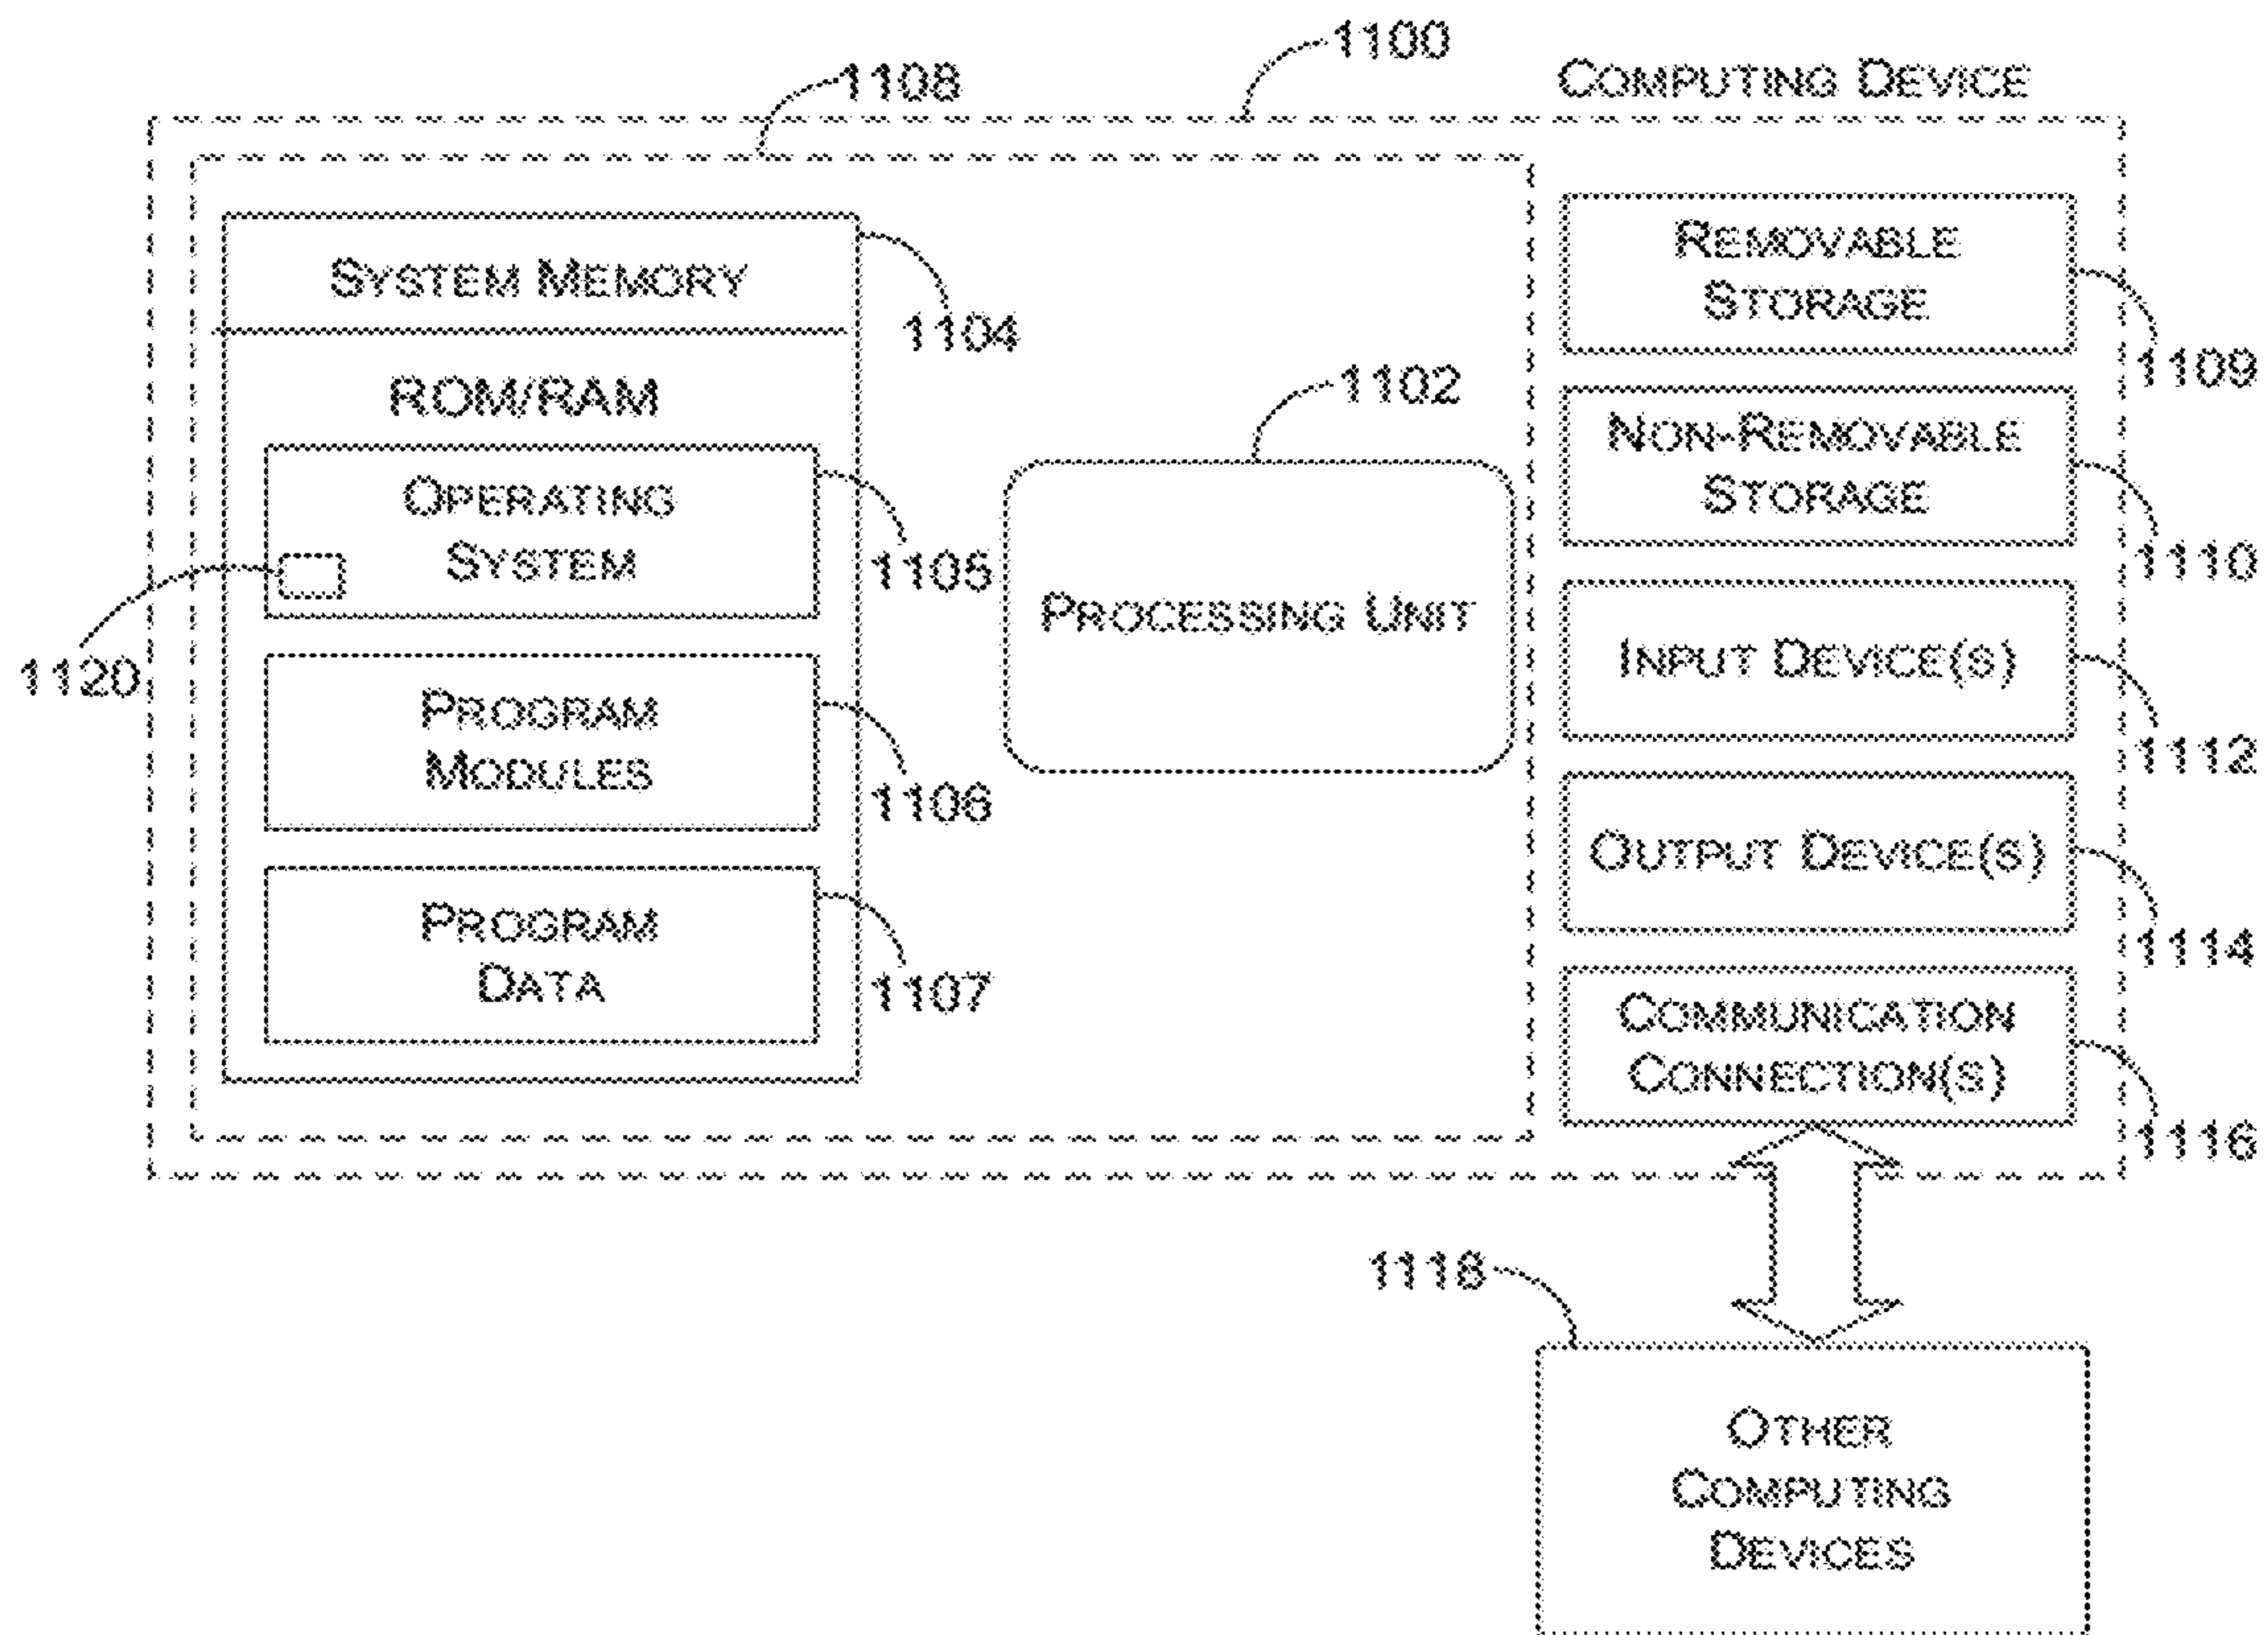 1100
COMPUTING DEVICE
1108
SYSTEM MEMORY
1104
ROM/RAM
OPERATING
SYSTEM
1105
1120
PROGRAM
MODULES
1106
PROGRAM
DATA
1107
1102
PROCESSING UNIT
REMOVABLE
STORAGE
1109
NON-REMOVABLE
STORAGE
1110
INPUT DEVICE(S)
1112
OUTPUT DEVICE(S)
1114
COMMUNICATION
CONNECTION(S)
1116
1118
OTHER
COMPUTING
DEVICES